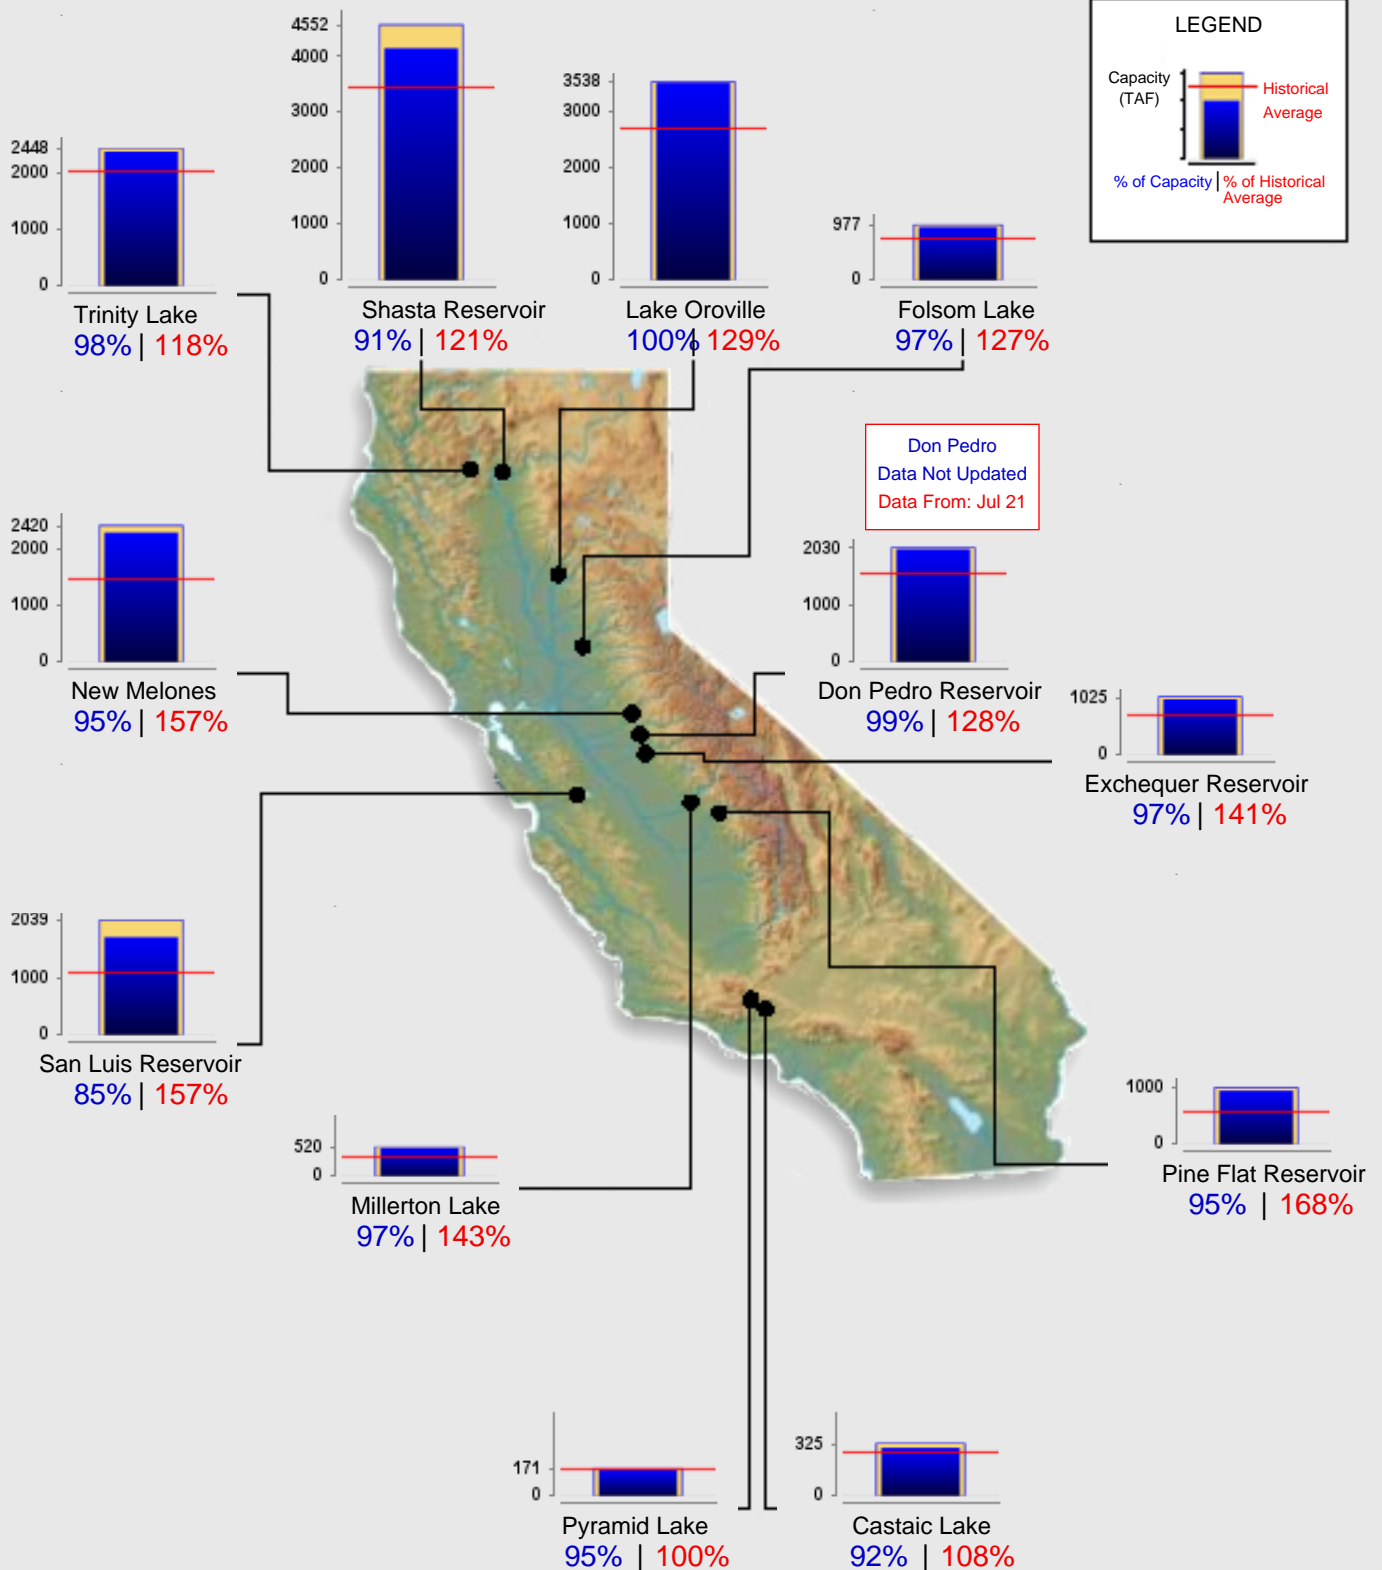 LEGEND
Capacity
(TAF)
Historical
Average
% of Capacity | % of Historical
Average
4552
4000
3000
2000
1000
0
Shasta Reservoir
91% | 121%
3538
3000
2000
1000
0
Lake Oroville
100% | 129%
2448
2000
1000
0
Trinity Lake
98% | 118%
977
0
Folsom Lake
97% | 127%
Don Pedro
Data Not Updated
Data From: Jul 21
2420
2000
1000
0
New Melones
95% | 157%
2030
1000
0
Don Pedro Reservoir
99% | 128%
1025
0
Exchequer Reservoir
97% | 141%
2039
1000
0
San Luis Reservoir
85% | 157%
520
0
Millerton Lake
97% | 143%
1000
0
Pine Flat Reservoir
95% | 168%
171
0
Pyramid Lake
95% | 100%
325
0
Castaic Lake
92% | 108%